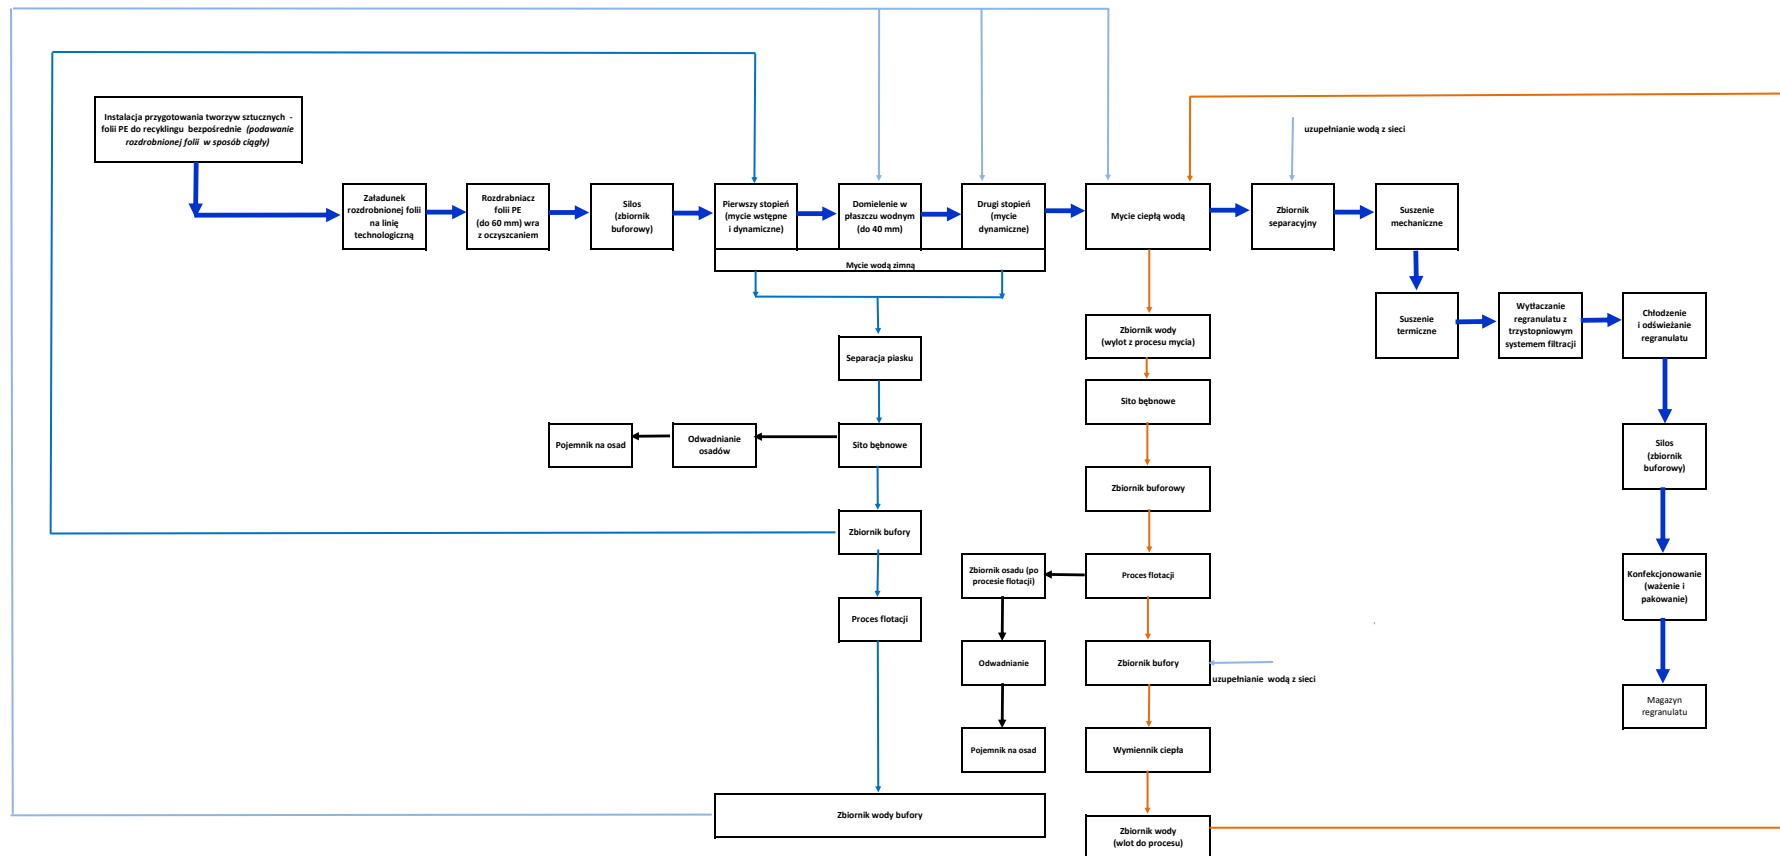 Instalacja przygotowania tworzyw sztucznych -
folii PE do recyklingu bezpośrednie (podawanie
rozdrobnionej folii w sposób ciągły)
uzupełnianie wodą z sieci
Załadunek
rozdrobnionej folii
na linię
technologiczną
Rozdrabniacz
folii PE
(do 60 mm) wra
z oczyszczaniem
Silos
(zbiornik
buforowy)
Pierwszy stopień
(mycie wstępne
i dynamiczne)
Domielenie w
płaszczu wodnym
(do 40 mm)
Drugi stopień
(mycie
dynamiczne)
Mycie ciepłą wodą
Zbiornik
separacyjny
Suszenie
mechaniczne
Mycie wodą zimną
Suszenie
termiczne
Wytłaczanie
regranulatu z
trzystopniowym
systemem filtracji
Chłodzenie
i odświeżanie
regranulatu
Zbiornik wody
(wylot z procesu mycia)
Separacja piasku
Sito bębnowe
Pojemnik na osad
Odwadnianie
osadów
Sito bębnowe
Silos
(zbiornik
buforowy)
Zbiornik buforowy
Zbiornik bufory
Zbiornik osadu (po
procesie flotacji)
Proces flotacji
Konfekcjonowanie
(ważenie i
pakowanie)
Proces flotacji
Odwadnianie
Zbiornik bufory
uzupełnianie wodą z sieci
Magazyn
regranulatu
Pojemnik na osad
Wymiennik ciepła
Zbiornik wody bufory
Zbiornik wody
(wlot do procesu)